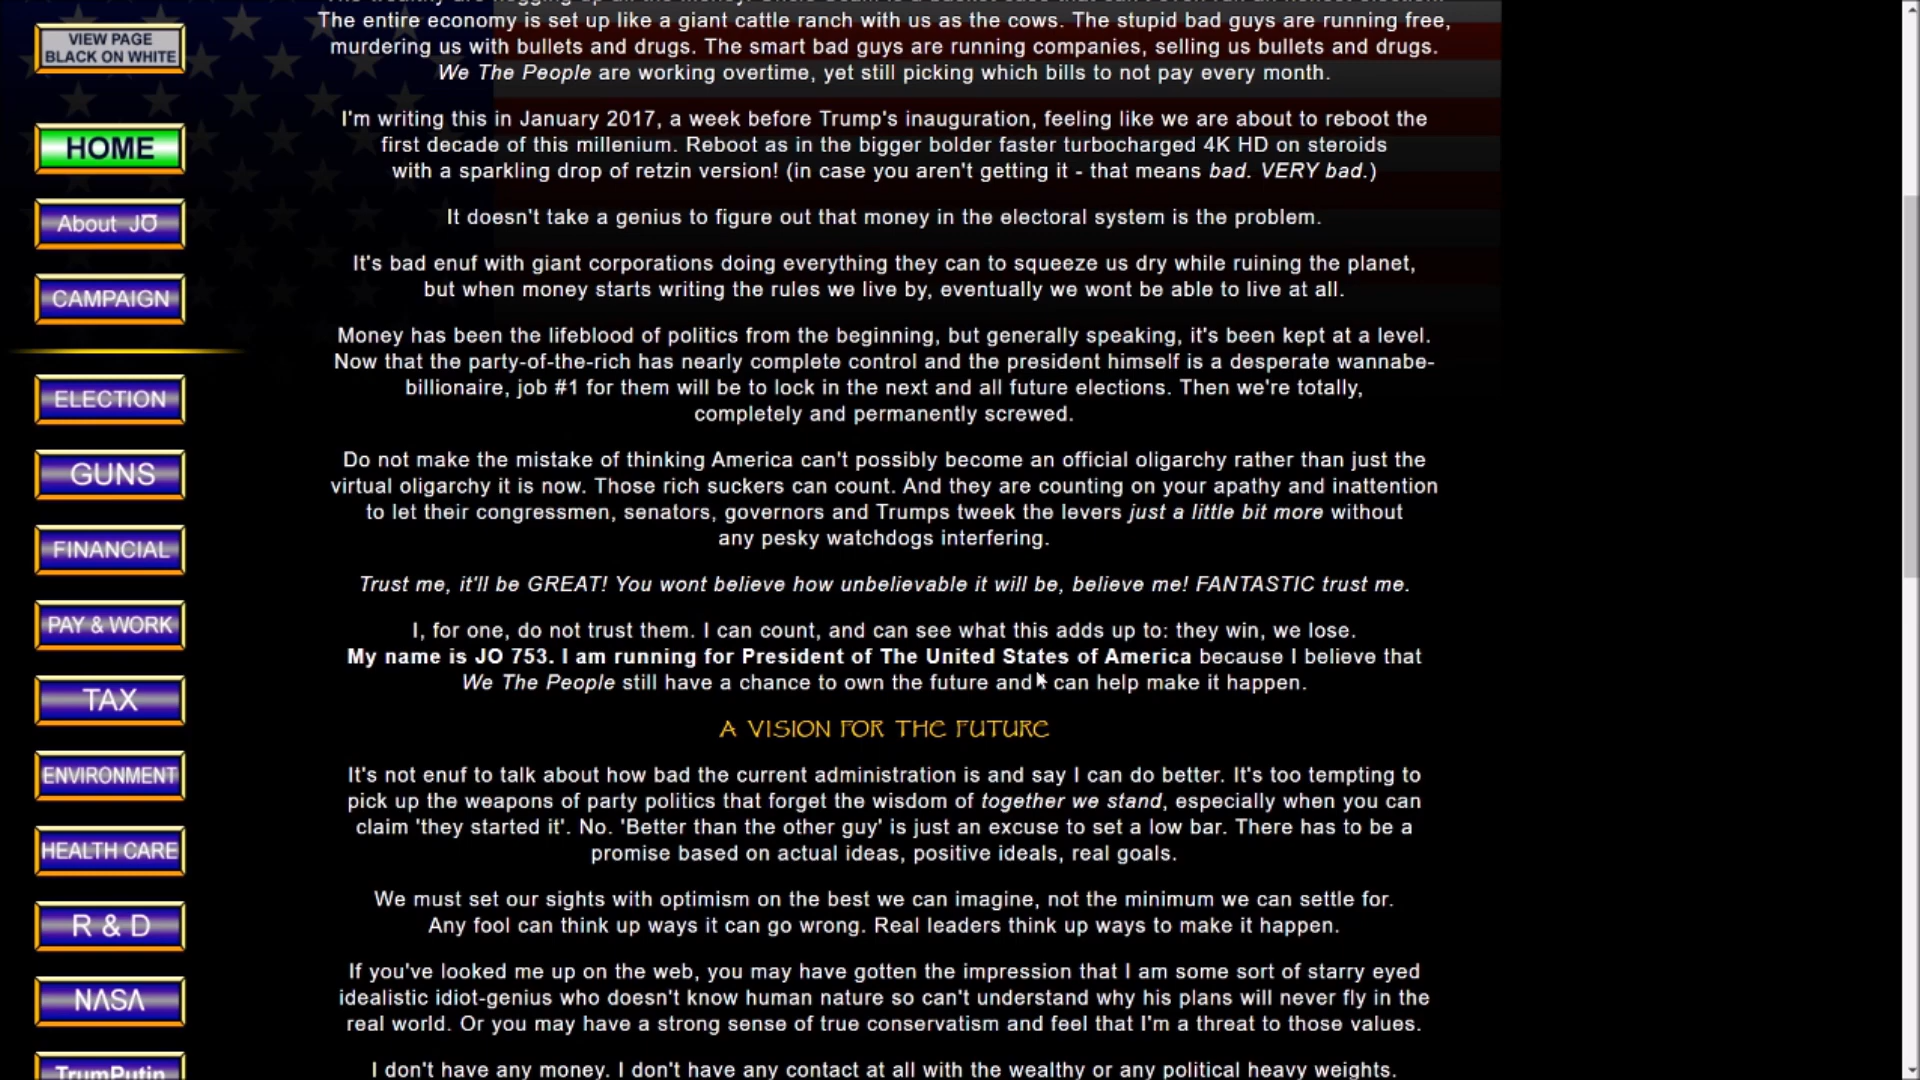 VIEW PAGE
BLACK ON WHITE
HOME
About JO
CAMPAIGN
ELECTION
GUNS
FINANCIAL
PAY & WORK
TAX
ENVIRONMENT
HEALTH CARE
R & D
NASA
TrumPutin
The entire economy is set up like a giant cattle ranch with us as the cows. The stupid bad guys are running free,
murdering us with bullets and drugs. The smart bad guys are running companies, selling us bullets and drugs.
We The People are working overtime, yet still picking which bills to not pay every month.
I'm writing this in January 2017, a week before Trump's inauguration, feeling like we are about to reboot the
first decade of this millenium. Reboot as in the bigger bolder faster turbocharged 4K HD on steroids
with a sparkling drop of retzin version! (in case you aren't getting it - that means bad. VERY bad.)
It doesn't take a genius to figure out that money in the electoral system is the problem.
It's bad enuf with giant corporations doing everything they can to squeeze us dry while ruining the planet,
but when money starts writing the rules we live by, eventually we wont be able to live at all.
Money has been the lifeblood of politics from the beginning, but generally speaking, it's been kept at a level.
Now that the party-of-the-rich has nearly complete control and the president himself is a desperate wannabe-
billionaire, job #1 for them will be to lock in the next and all future elections. Then we're totally,
completely and permanently screwed.
Do not make the mistake of thinking America can't possibly become an official oligarchy rather than just the
virtual oligarchy it is now. Those rich suckers can count. And they are counting on your apathy and inattention
to let their congressmen, senators, governors and Trumps tweek the levers just a little bit more without
any pesky watchdogs interfering.
Trust me, it'll be GREAT! You wont believe how unbelievable it will be, believe me! FANTASTIC trust me.
I, for one, do not trust them. I can count, and can see what this adds up to: they win, we lose.
My name is JO 753. I am running for President of The United States of America because I believe that
We The People still have a chance to own the future and can help make it happen.
A VISION FOR THE FUTURE
It's not enuf to talk about how bad the current administration is and say I can do better. It's too tempting to
pick up the weapons of party politics that forget the wisdom of together we stand, especially when you can
claim 'they started it'. No. 'Better than the other guy' is just an excuse to set a low bar. There has to be a
promise based on actual ideas, positive ideals, real goals.
We must set our sights with optimism on the best we can imagine, not the minimum we can settle for.
Any fool can think up ways it can go wrong. Real leaders think up ways to make it happen.
If you've looked me up on the web, you may have gotten the impression that I am some sort of starry eyed
idealistic idiot-genius who doesn't know human nature so can't understand why his plans will never fly in the
real world. Or you may have a strong sense of true conservatism and feel that I'm a threat to those values.
I don't have any money. I don't have any contact at all with the wealthy or any political heavy weights.